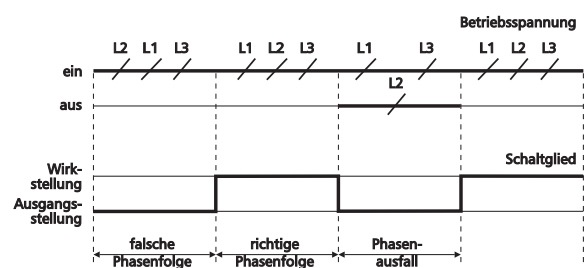 Betriebsspannung
L2 L1 L3 L1 L2 L3 L1 L3 L1 L2 L3
ein
L2
aus
Schaltglied
Wirk-
stellung
Ausgangs-
stellung
falsche
Phasenfolge
richtige
Phasenfolge
Phasen-
ausfall